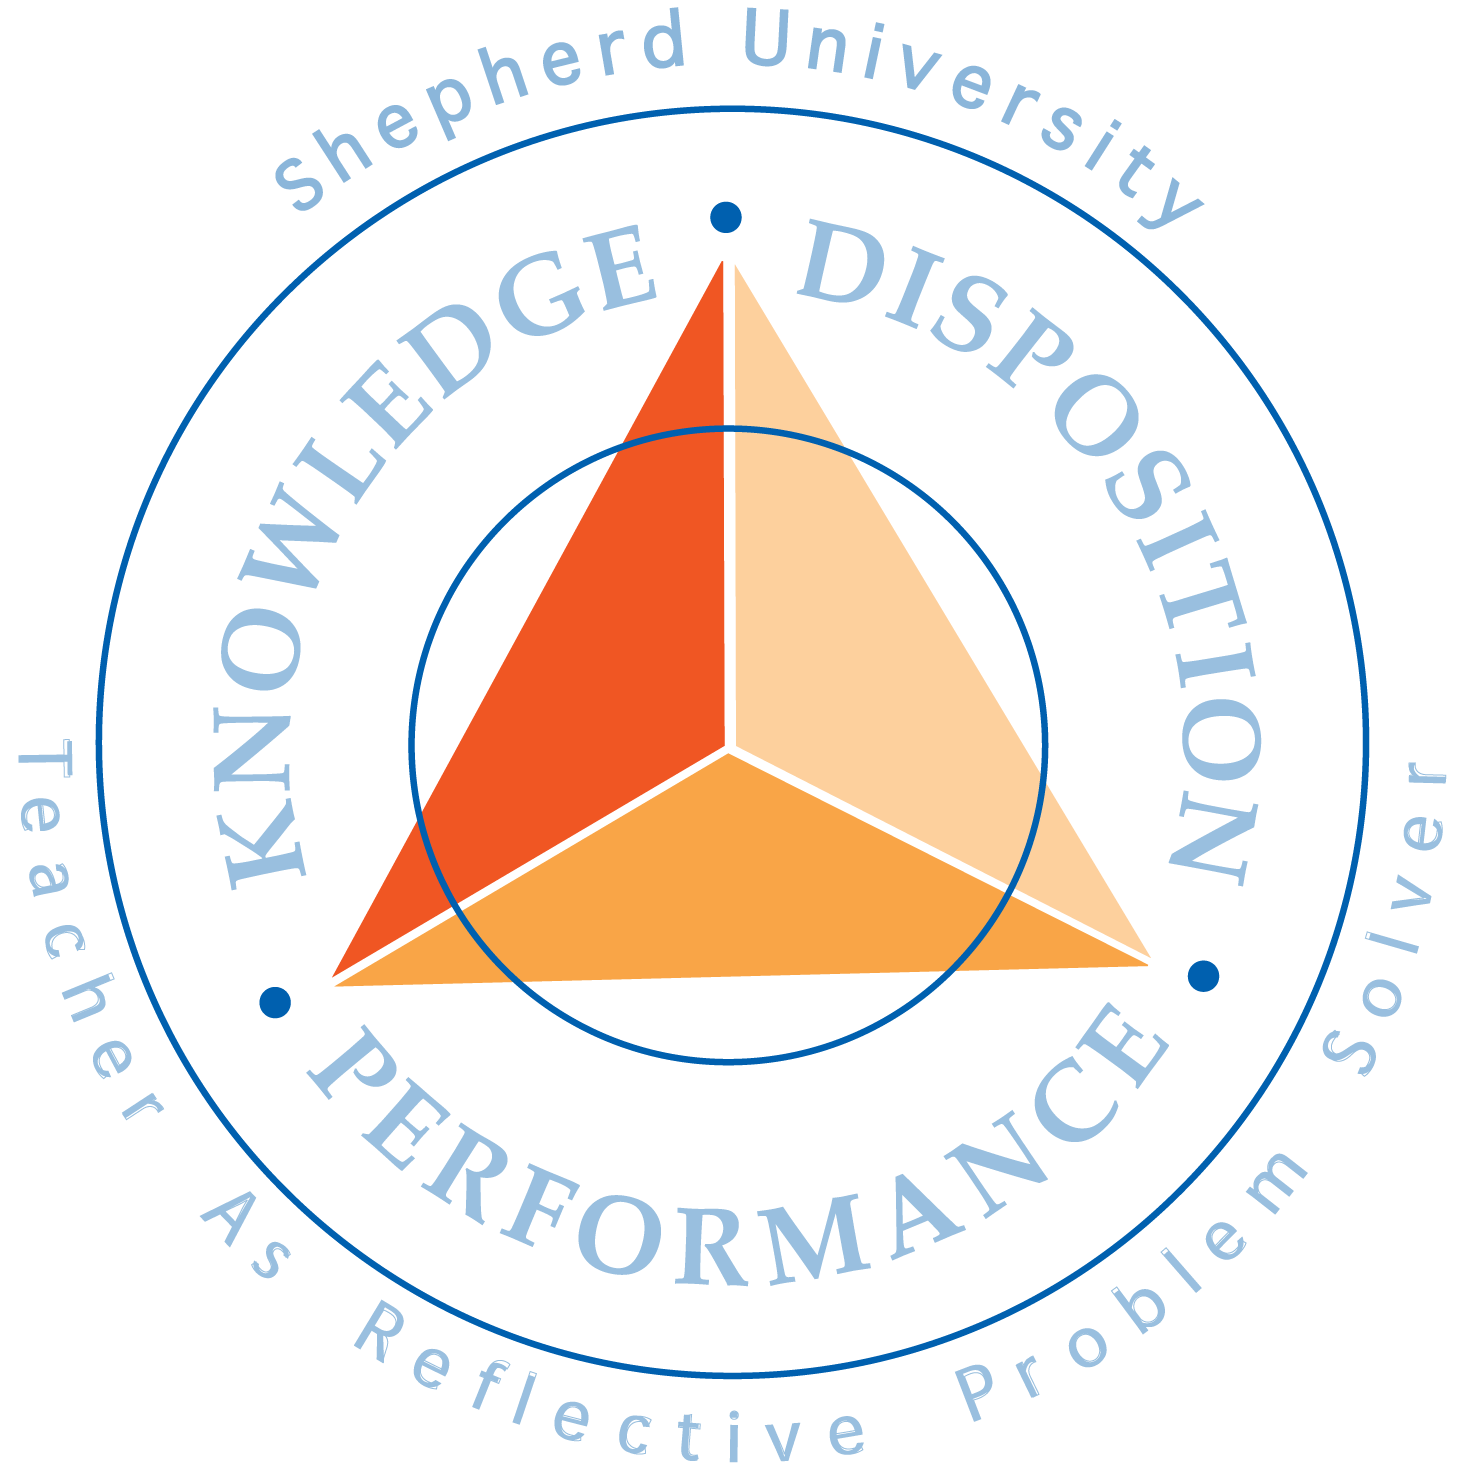 Shepherd University
KNOWLEDGE
DISPOSITION
PERFORMANCE
Teacher As Reflective Problem Solver